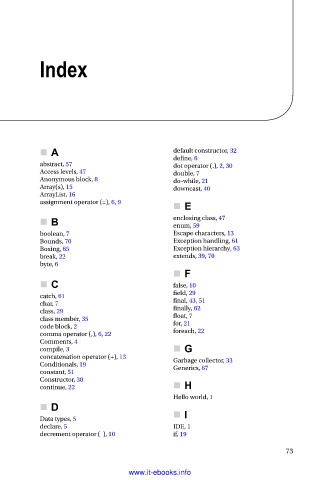 Index
A
abstract, 57
Access levels, 47
Anonymous block, 8
Array(s), 15
ArrayList, 16
assignment operator (=), 6, 9
B
boolean, 7
Bounds, 70
Boxing, 65
break, 22
byte, 6
C
catch, 61
char, 7
class, 29
class member, 35
code block, 2
comma operator (,), 6, 22
Comments, 4
compile, 3
concatenation operator (+), 13
Conditionals, 19
constant, 51
Constructor, 30
continue, 22
D
Data types, 5
declare, 5
decrement operator ( ), 10
default constructor, 32
define, 6
dot operator (.), 2, 30
double, 7
do-while, 21
downcast, 40
E
enclosing class, 47
enum, 59
Escape characters, 13
Exception handling, 61
Exception hierarchy, 63
extends, 39, 70
F
false, 10
field, 29
final, 43, 51
finally, 62
float, 7
for, 21
foreach, 22
G
Garbage collector, 33
Generics, 67
H
Hello world, 1
I
IDE, 1
if, 19
73
www.it-ebooks.info